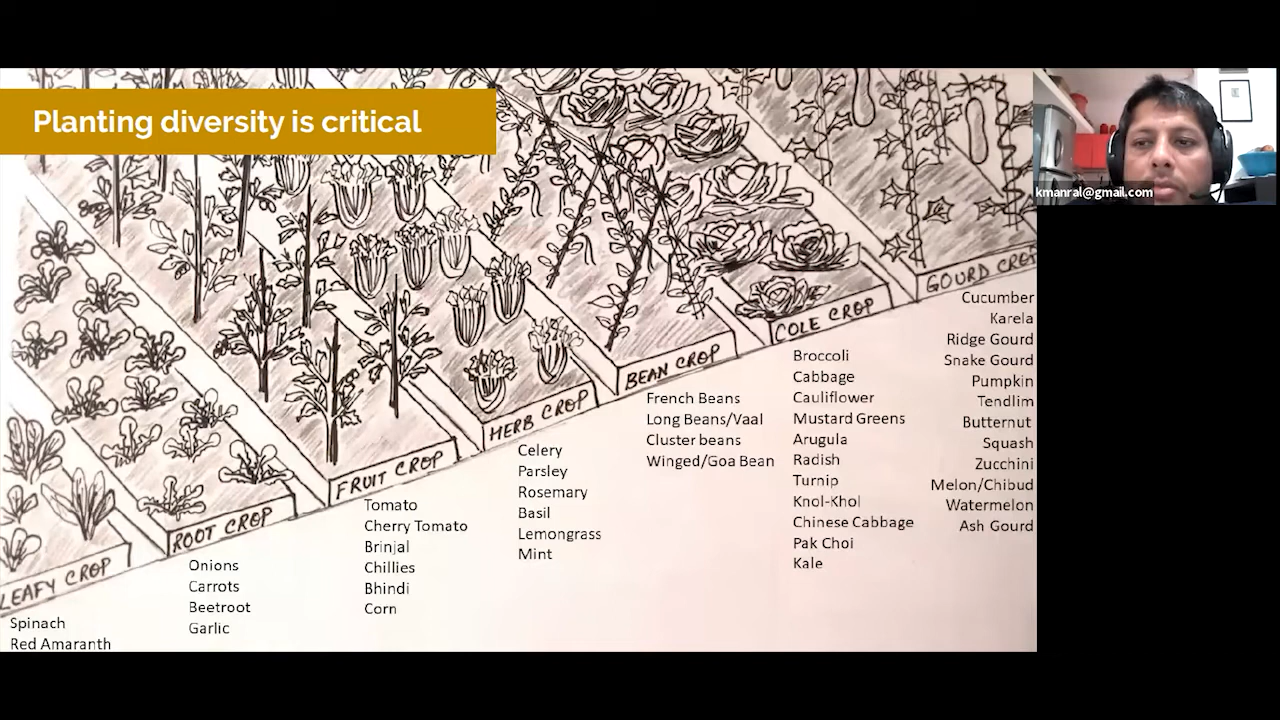 Planting diversity is critical
kmanral@gmail.com
LEAFY CROP
Spinach
Red Amaranth
ROOT CROP
Onions
Carrots
Beetroot
Garlic
FRUIT CROP
Tomato
Cherry Tomato
Brinjal
Chillies
Bhindi
Corn
HERB CROP
Celery
Parsley
Rosemary
Basil
Lemongrass
Mint
BEAN CROP
French Beans
Long Beans/Vaal
Cluster beans
Winged/Goa Bean
COLE CROP
Broccoli
Cabbage
Cauliflower
Mustard Greens
Arugula
Radish
Turnip
Knol-Khol
Chinese Cabbage
Pak Choi
Kale
GOURD CROP
Cucumber
Karela
Ridge Gourd
Snake Gourd
Pumpkin
Tendlim
Butternut
Squash
Zucchini
Melon/Chibud
Watermelon
Ash Gourd